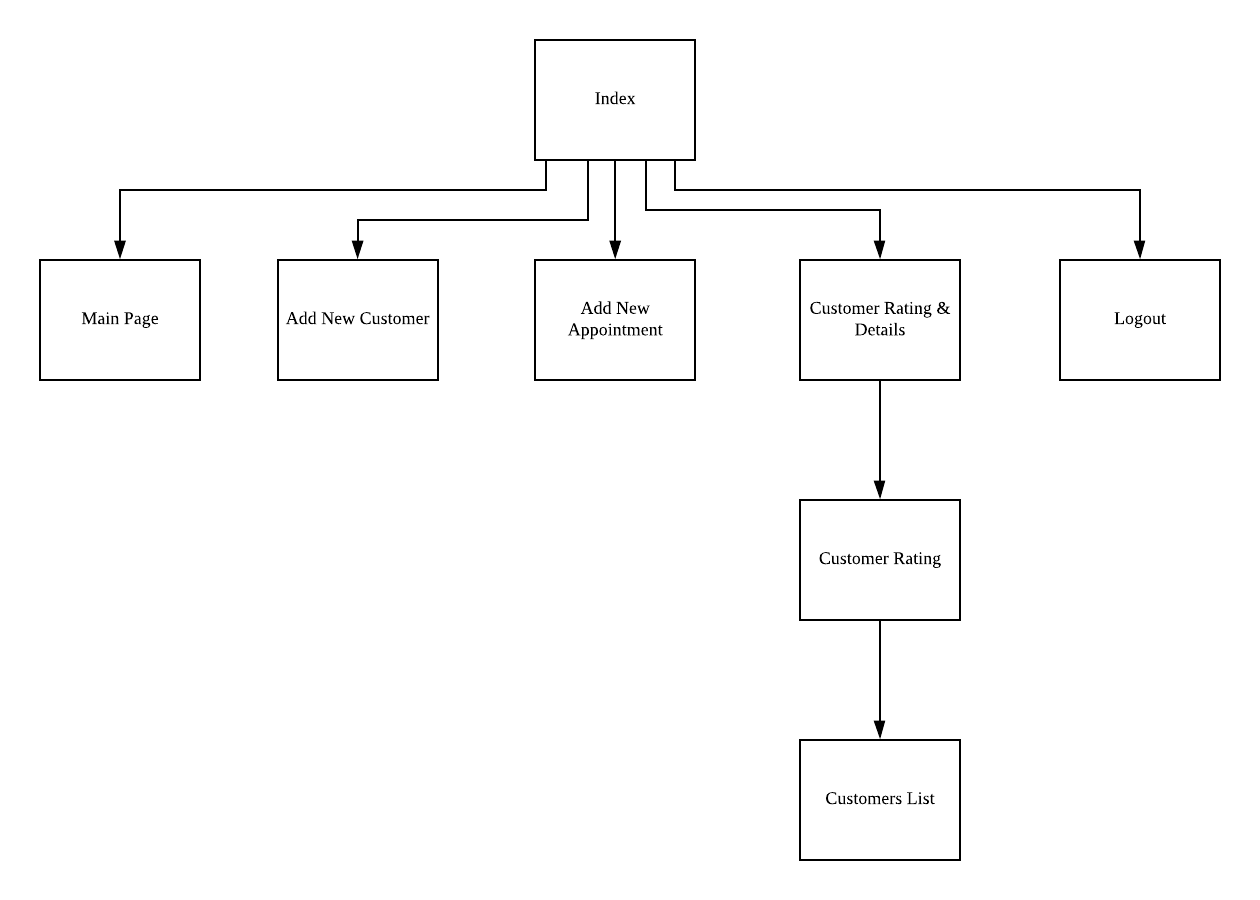 Index
Main Page
Add New Customer
Add New
Appointment
Customer Rating &
Details
Logout
Customer Rating
Customers List